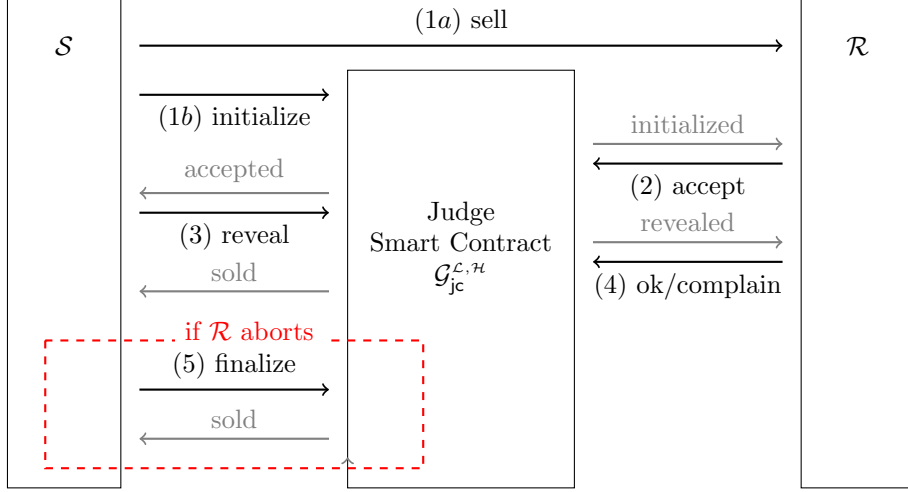 (1a) sell
𝒮
ℛ
(1b) initialize
initialized
accepted
(2) accept
Judge
Smart Contract
𝒢_jc^{ℒ,ℋ}
(3) reveal
revealed
sold
(4) ok/complain
if ℛ aborts
(5) finalize
sold